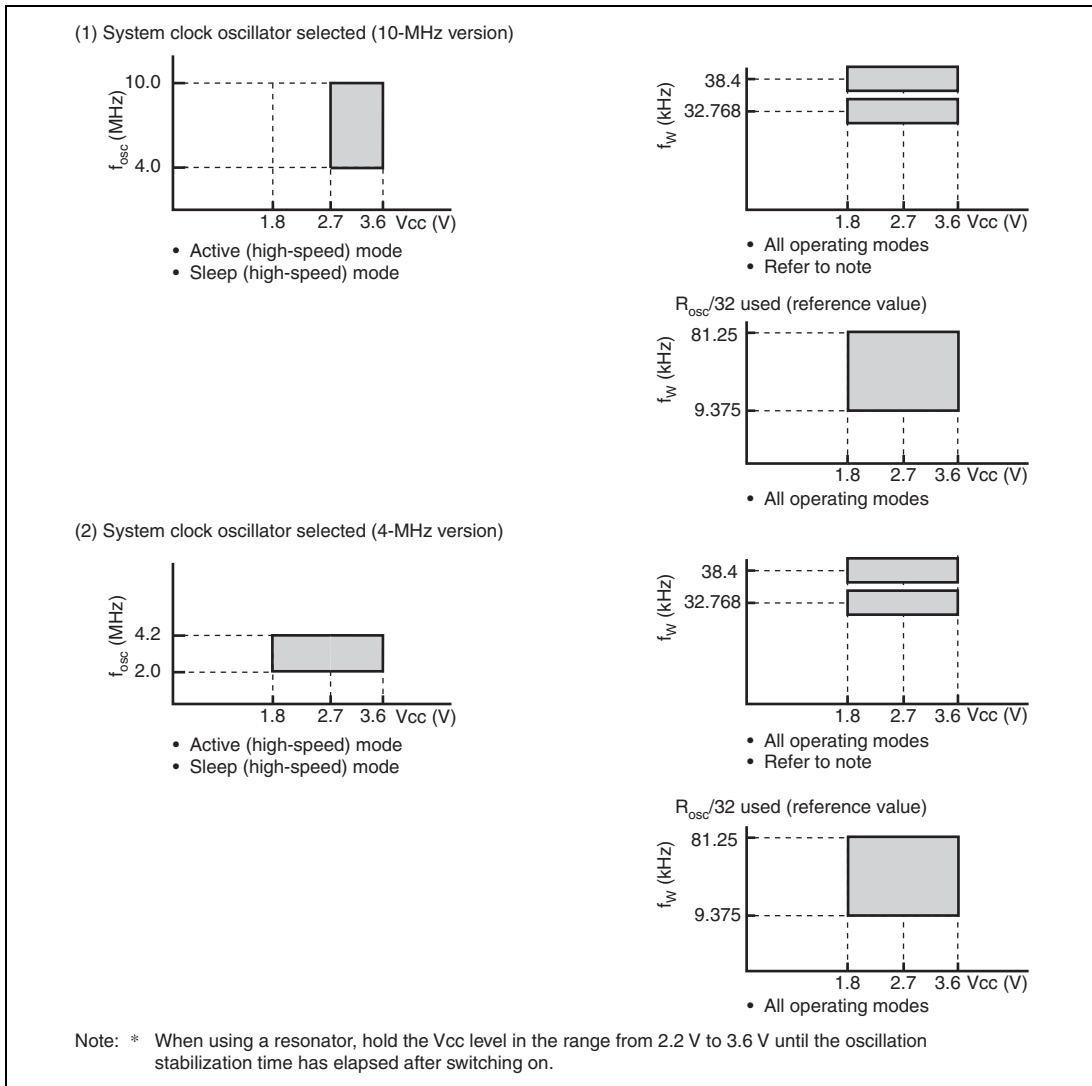 (1) System clock oscillator selected (10-MHz version)
10.0
4.0
fosc (MHz)
1.8 2.7 3.6 Vcc (V)
• Active (high-speed) mode
• Sleep (high-speed) mode
38.4
32.768
fW (kHz)
1.8 2.7 3.6 Vcc (V)
• All operating modes
• Refer to note
Rosc/32 used (reference value)
81.25
9.375
fW (kHz)
1.8 2.7 3.6 Vcc (V)
• All operating modes
(2) System clock oscillator selected (4-MHz version)
4.2
2.0
fosc (MHz)
1.8 2.7 3.6 Vcc (V)
• Active (high-speed) mode
• Sleep (high-speed) mode
38.4
32.768
fW (kHz)
1.8 2.7 3.6 Vcc (V)
• All operating modes
• Refer to note
Rosc/32 used (reference value)
81.25
9.375
fW (kHz)
1.8 2.7 3.6 Vcc (V)
• All operating modes
Note: * When using a resonator, hold the Vcc level in the range from 2.2 V to 3.6 V until the oscillation
stabilization time has elapsed after switching on.